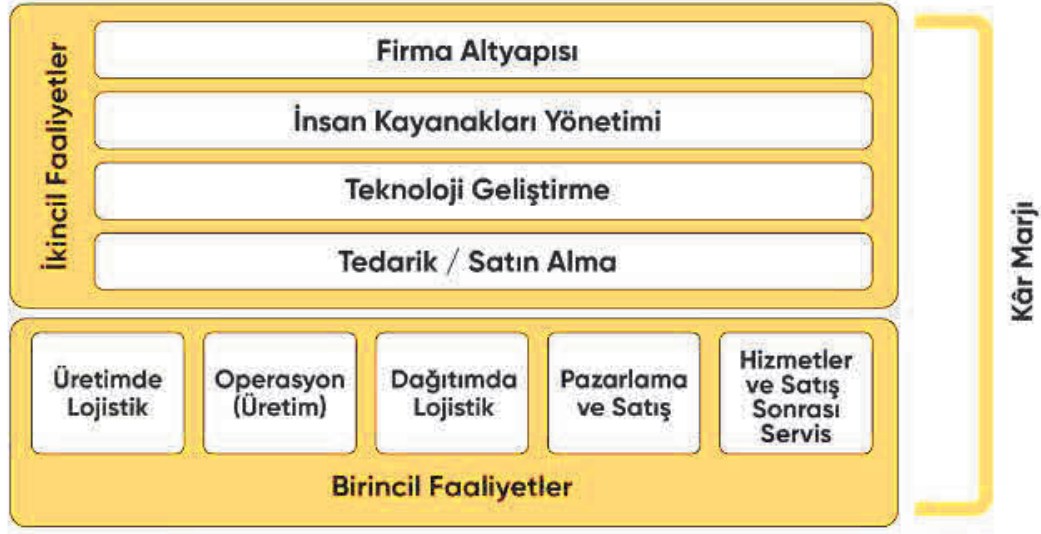 İkincil Faaliyetler
Firma Altyapısı
İnsan Kayanakları Yönetimi
Teknoloji Geliştirme
Tedarik / Satın Alma
Üretimde
Lojistik
Operasyon
(Üretim)
Dağıtımda
Lojistik
Pazarlama
ve Satış
Hizmetler
ve Satış
Sonrası
Servis
Birincil Faaliyetler
Kâr Marjı